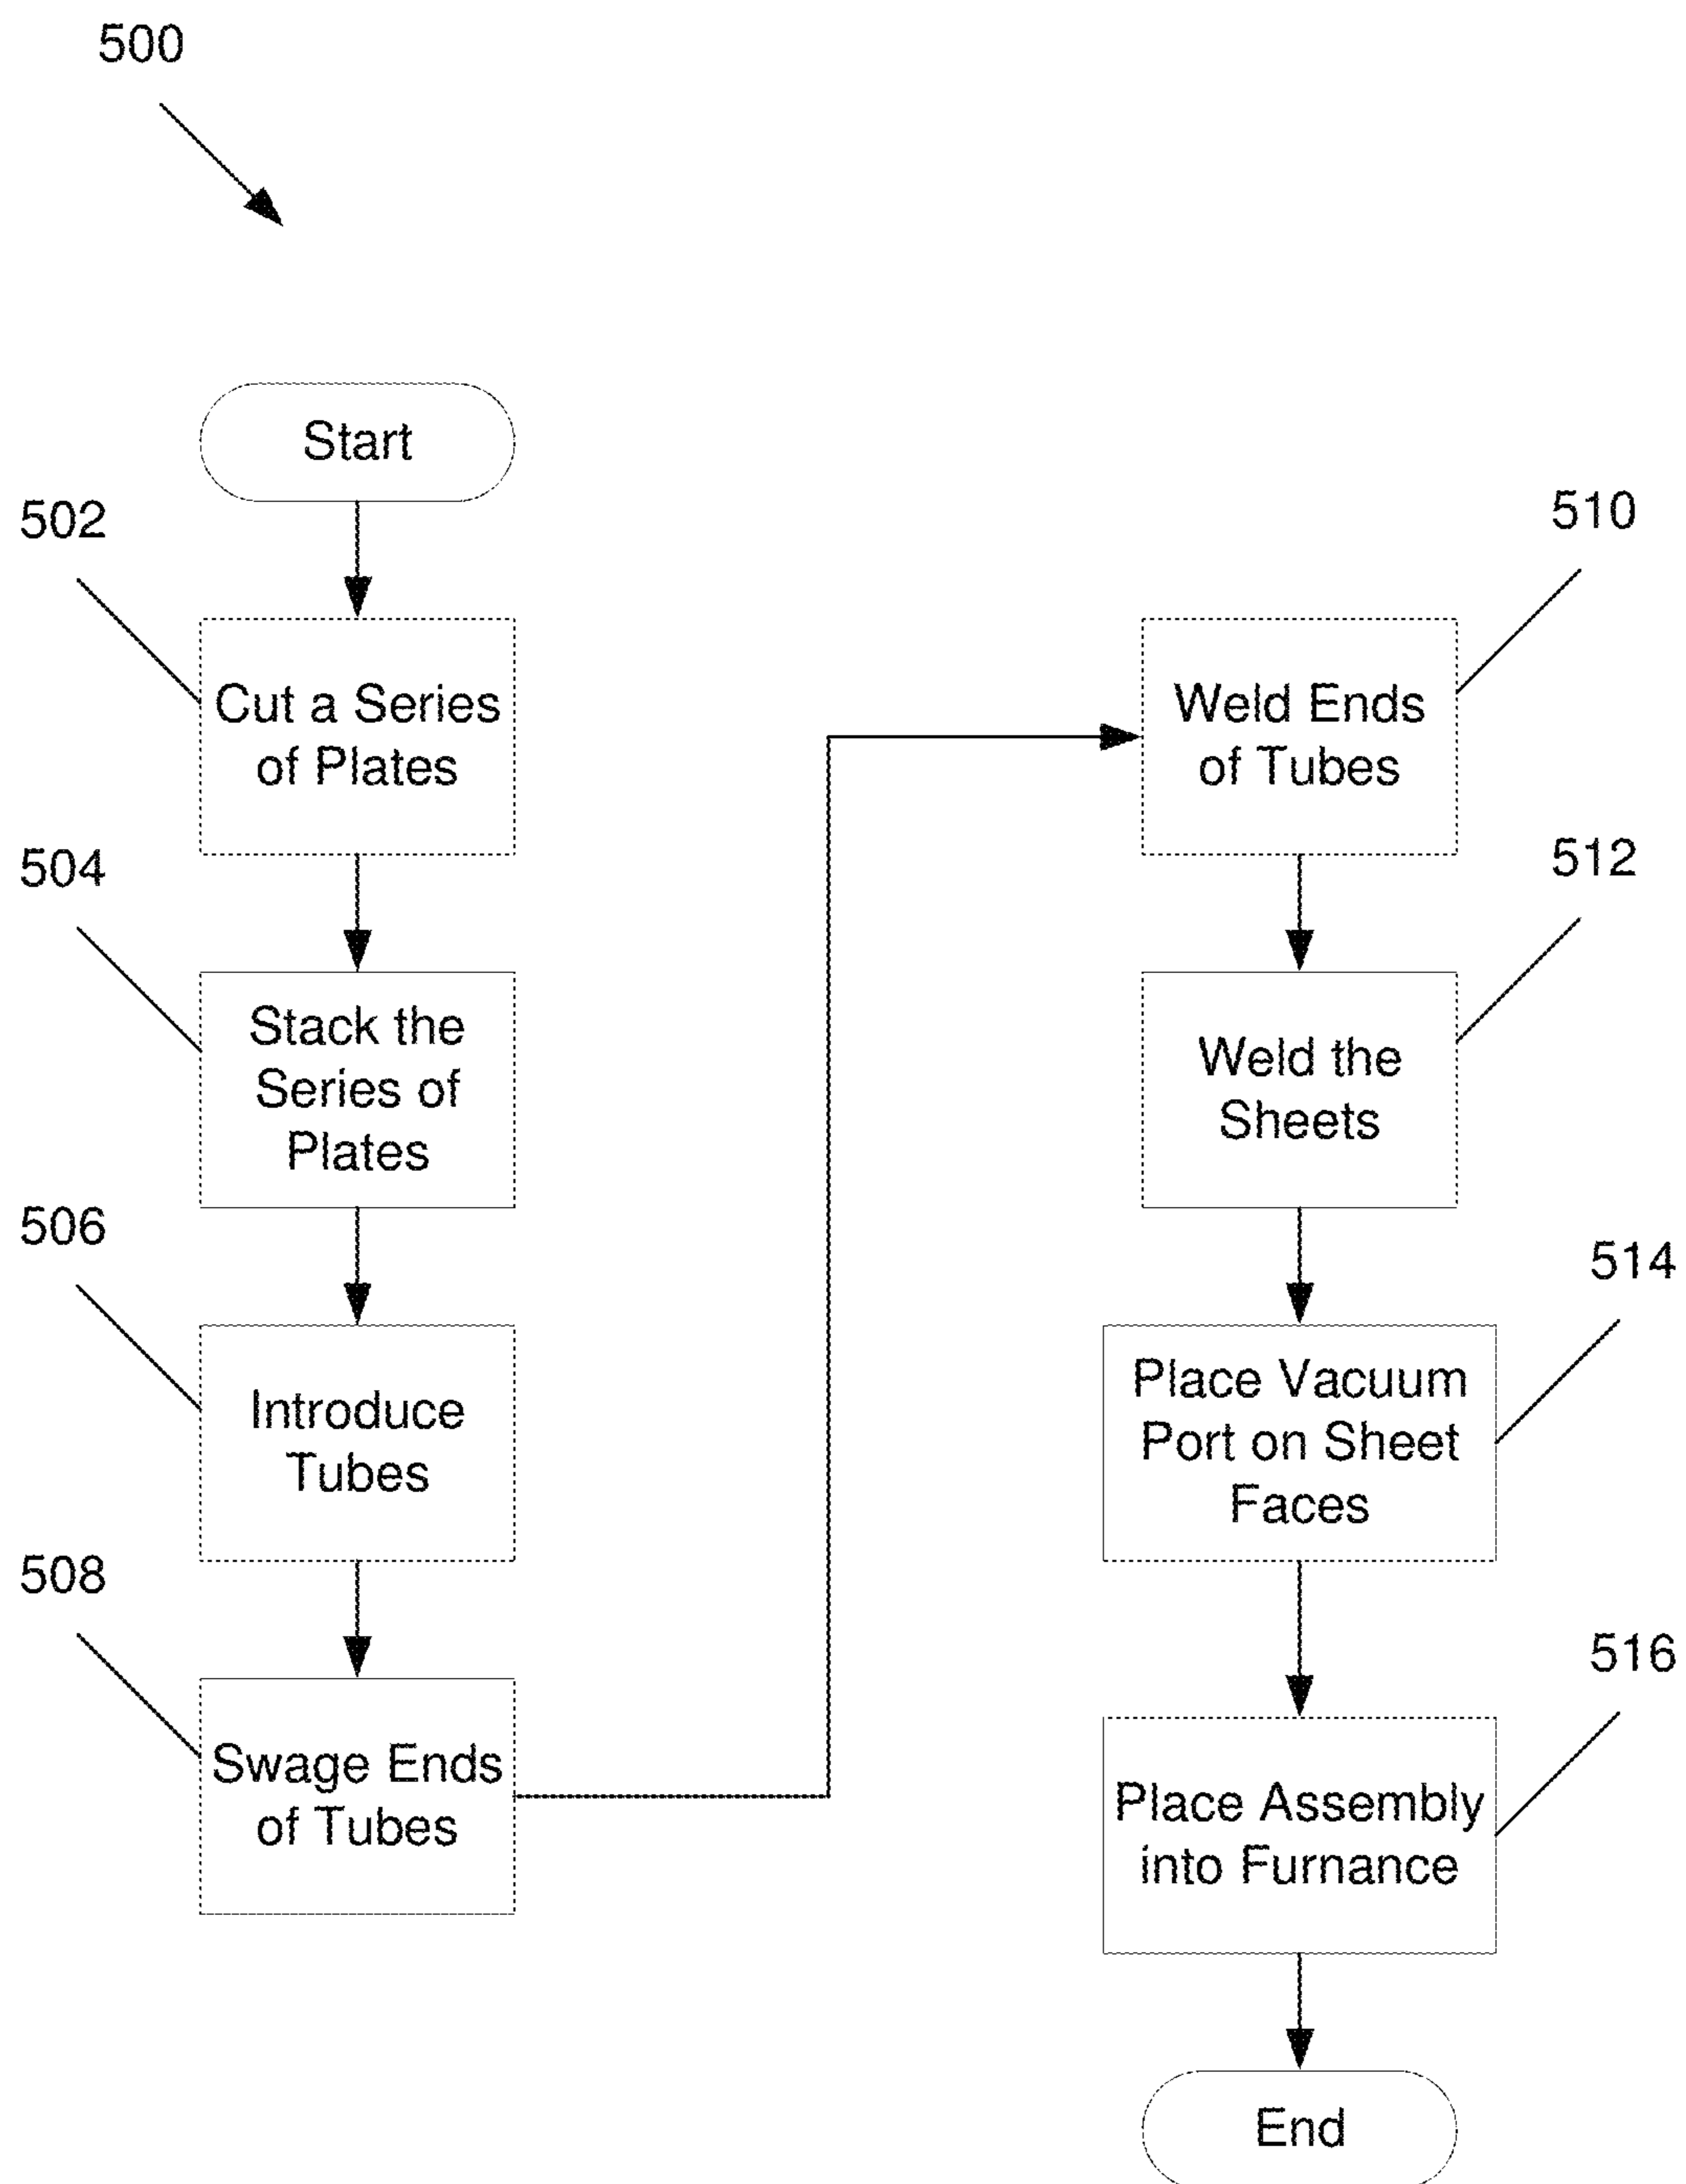 500
Start
502
Cut a Series
of Plates
504
Stack the
Series of
Plates
506
Introduce
Tubes
508
Swage Ends
of Tubes
510
Weld Ends
of Tubes
512
Weld the
Sheets
514
Place Vacuum
Port on Sheet
Faces
516
Place Assembly
into Furnance
End